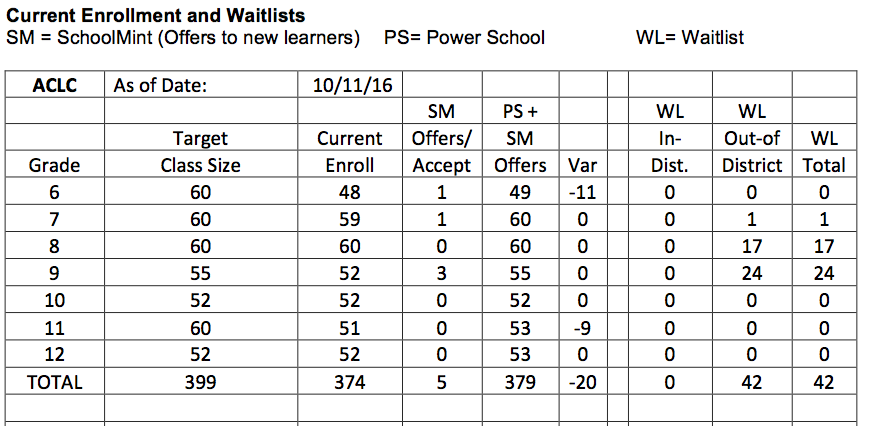 Current Enrollment and Waitlists
SM = SchoolMint (Offers to new learners) PS= Power School WL= Waitlist
ACLC As of Date: 10/11/16
SM PS + WL WL
Target Current Offers/ SM In- Out-of WL
Grade Class Size Enroll Accept Offers Var Dist. District Total
6 60 48 1 49 -11 0 0 0
7 60 59 1 60 0 0 1 1
8 60 60 0 60 0 0 17 17
9 55 52 3 55 0 0 24 24
10 52 52 0 52 0 0 0 0
11 60 51 0 53 -9 0 0 0
12 52 52 0 53 0 0 0 0
TOTAL 399 374 5 379 -20 0 42 42